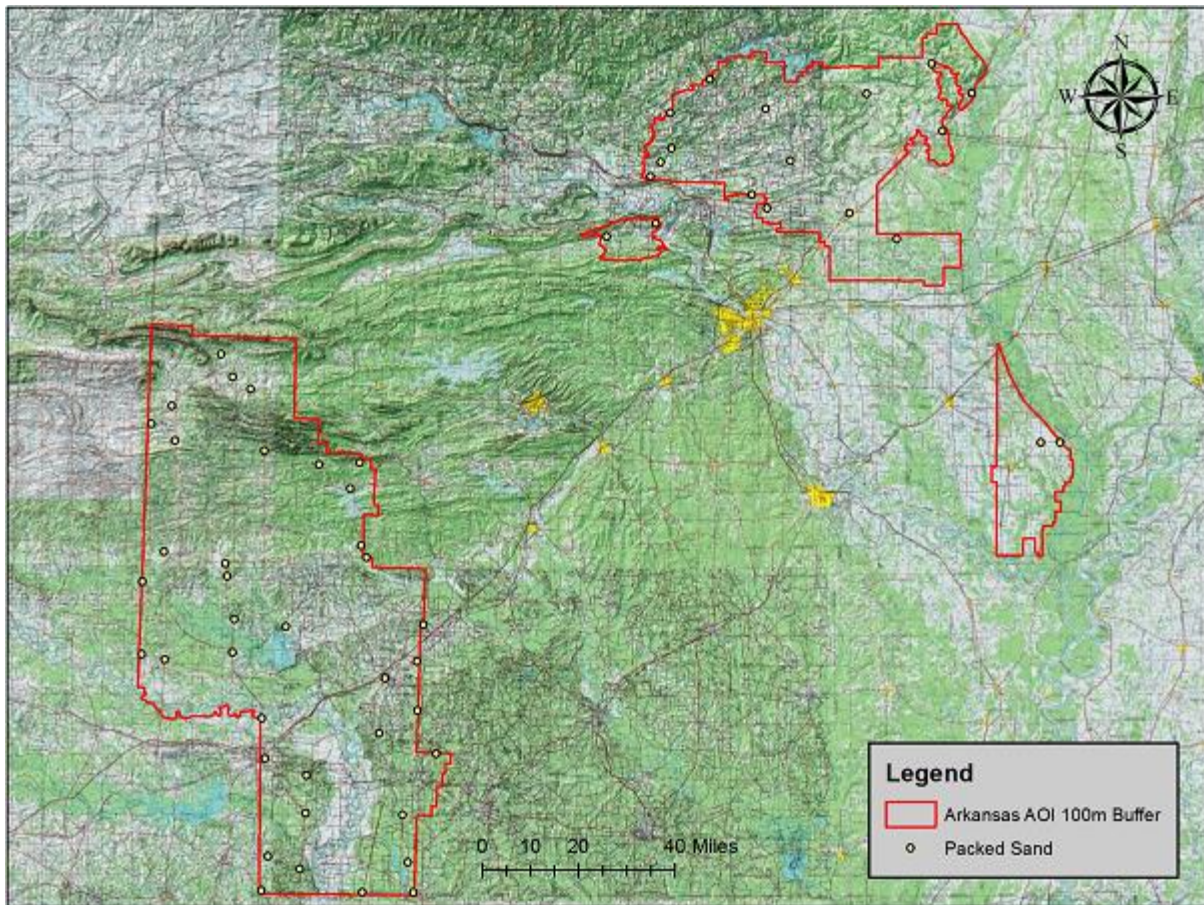 N
W E
S
Legend
Arkansas AOI 100m Buffer
Packed Sand
0 10 20 40 Miles